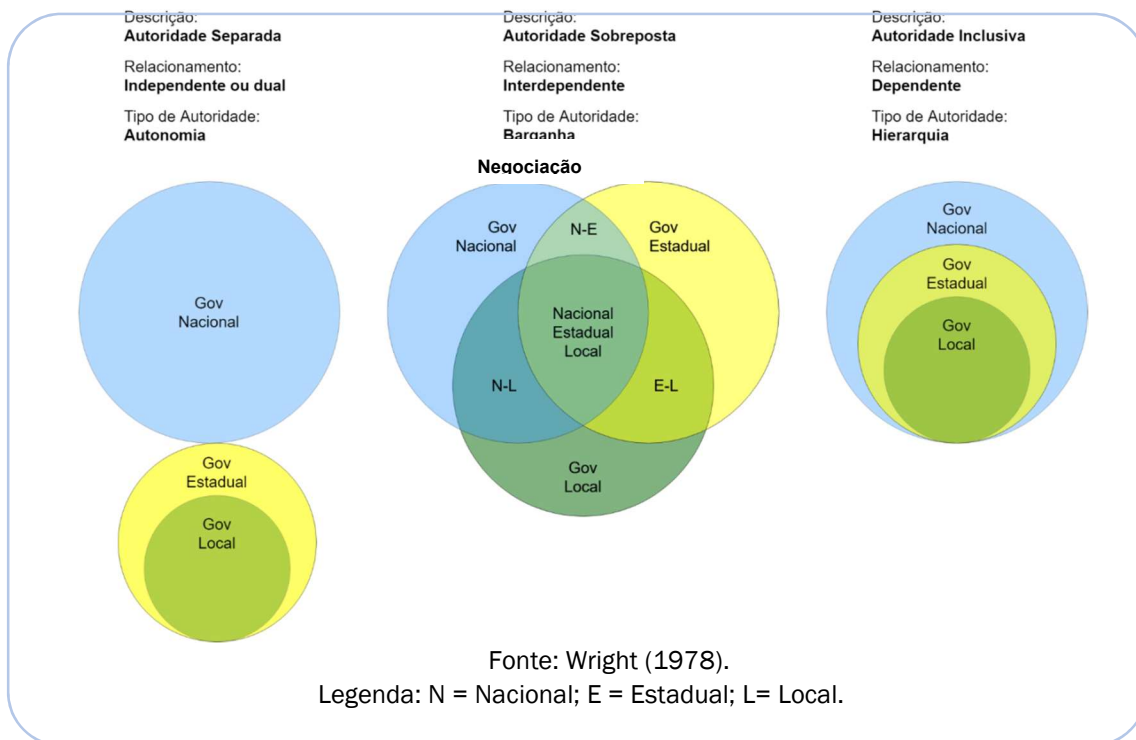 Descrição:
Autoridade Separada
Relacionamento:
Independente ou dual
Tipo de Autoridade:
Autonomia
Descrição:
Autoridade Sobreposta
Relacionamento:
Interdependente
Tipo de Autoridade:
Barganha
Negociação
Descrição:
Autoridade Inclusiva
Relacionamento:
Dependente
Tipo de Autoridade:
Hierarquia
Gov
Nacional
Gov
Estadual
Gov
Local
Gov
Nacional
N-E
Gov
Estadual
Nacional
Estadual
Local
N-L
E-L
Gov
Local
Gov
Nacional
Gov
Estadual
Gov
Local
Fonte: Wright (1978).
Legenda: N = Nacional; E = Estadual; L= Local.